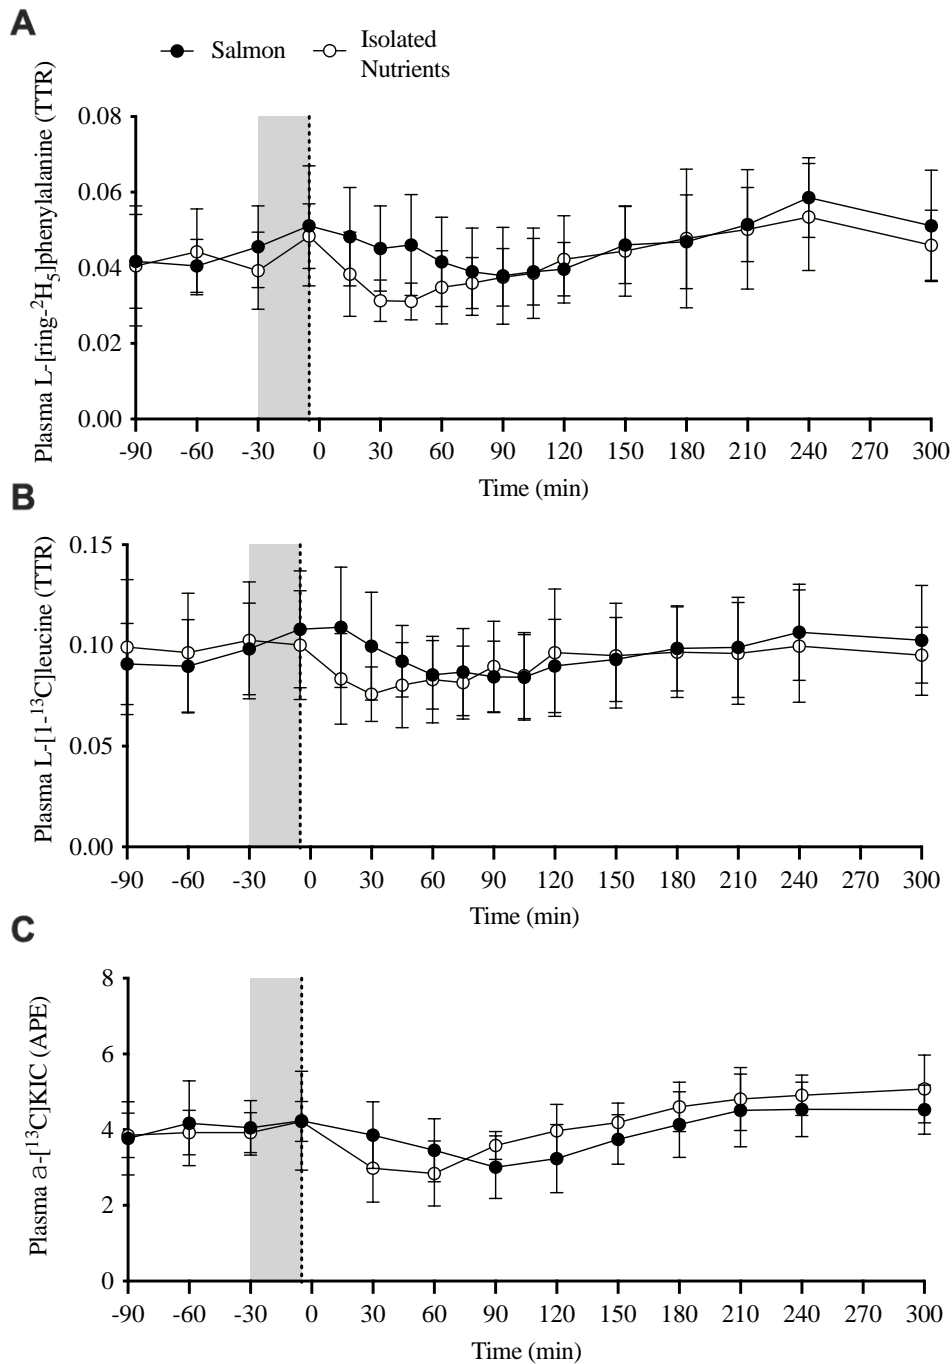 A
Salmon
Isolated
Nutrients
Plasma L-[ring-²H₅]phenylalanine (TTR)
0.08
0.06
0.04
0.02
0.00
-90 -60 -30 0 30 60 90 120 150 180 210 240 270 300
Time (min)
B
Plasma L-[1-¹³C]leucine (TTR)
0.15
0.10
0.05
0.00
-90 -60 -30 0 30 60 90 120 150 180 210 240 270 300
Time (min)
C
Plasma a-[¹³C]KIC (APE)
8
6
4
2
0
-90 -60 -30 0 30 60 90 120 150 180 210 240 270 300
Time (min)